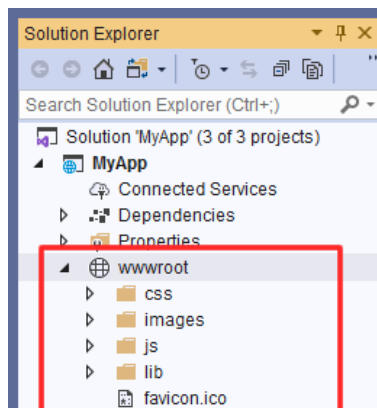 Solution Explorer
Search Solution Explorer (Ctrl+;)
Solution 'MyApp' (3 of 3 projects)
MyApp
Connected Services
Dependencies
Properties
wwwroot
css
images
js
lib
favicon.ico